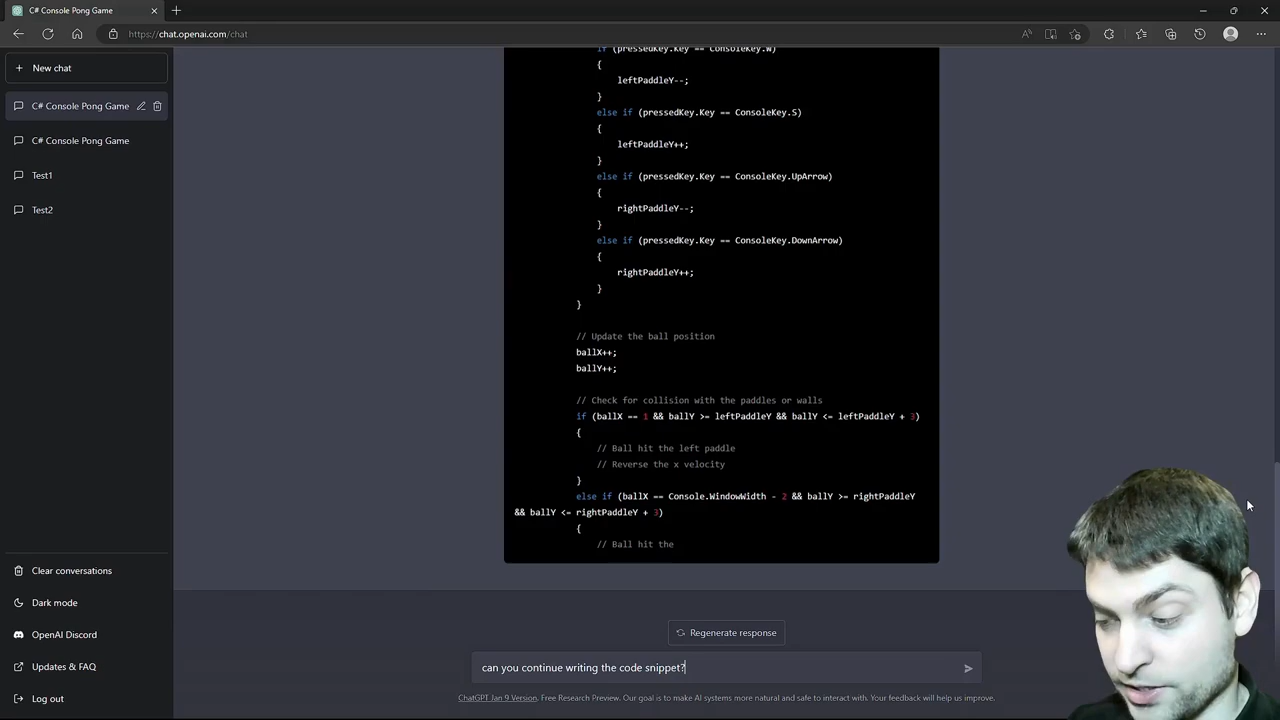 C# Console Pong Game
https://chat.openai.com/chat
New chat
C# Console Pong Game
C# Console Pong Game
Test1
Test2
Clear conversations
Dark mode
OpenAI Discord
Updates & FAQ
Log out
if (pressedKey.Key == ConsoleKey.W)
{
leftPaddleY--;
}
else if (pressedKey.Key == ConsoleKey.S)
{
leftPaddleY++;
}
else if (pressedKey.Key == ConsoleKey.UpArrow)
{
rightPaddleY--;
}
else if (pressedKey.Key == ConsoleKey.DownArrow)
{
rightPaddleY++;
}
}
// Update the ball position
ballX++;
ballY++;
// Check for collision with the paddles or walls
if (ballX == 1 && ballY >= leftPaddleY && ballY <= leftPaddleY + 3)
{
// Ball hit the left paddle
// Reverse the x velocity
}
else if (ballX == Console.WindowWidth - 2 && ballY >= rightPaddleY
&& ballY <= rightPaddleY + 3)
{
// Ball hit the
Regenerate response
can you continue writing the code snippet?
ChatGPT Jan 9 Version. Free Research Preview. Our goal is to make AI systems more natural and safe to interact with. Your feedback will help us improve.